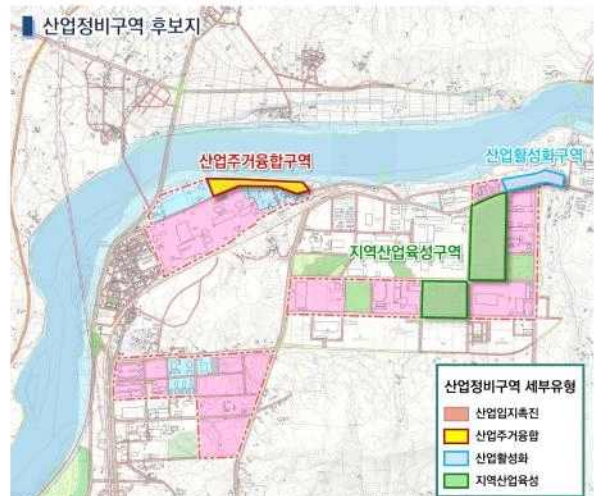 산업정비구역 후보지
산업주거융합구역
산업활성화구역
지역산업육성구역
산업정비구역 세부유형
산업입지촉진
산업주거융합
산업활성화
지역산업육성